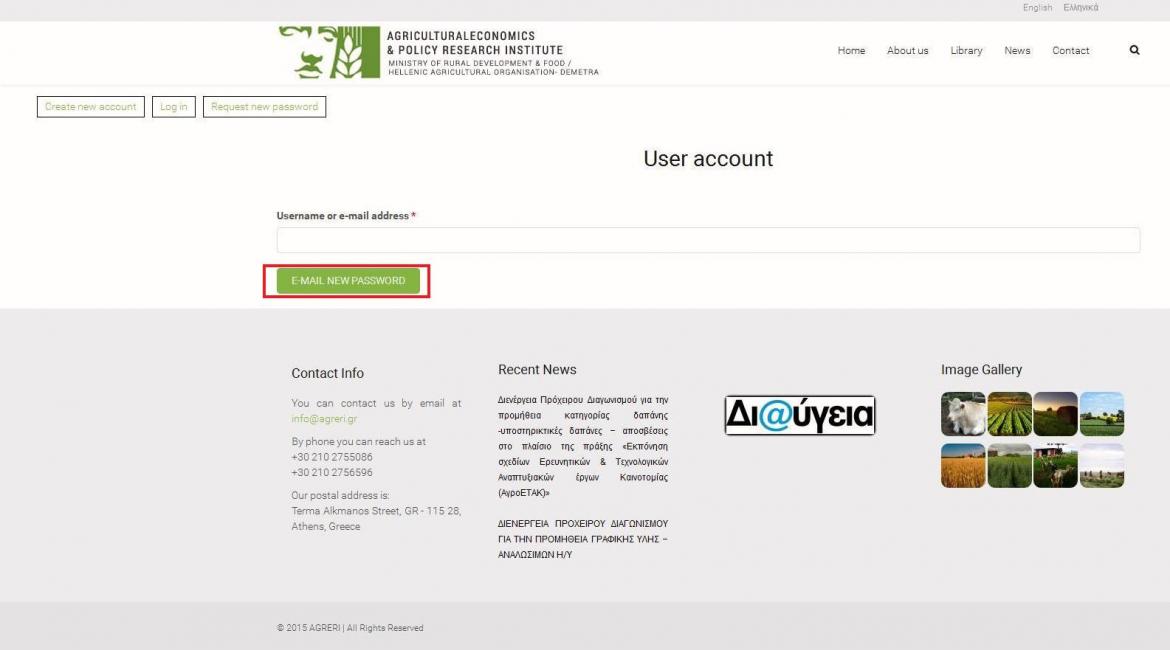 English Ελληνικά
AGRICULTURALECONOMICS
& POLICY RESEARCH INSTITUTE
MINISTRY OF RURAL DEVELOPMENT & FOOD /
HELLENIC AGRICULTURAL ORGANISATION- DEMETRA
Home About us Library News Contact
Create new account Log in Request new password
User account
Username or e-mail address *
E-MAIL NEW PASSWORD
Contact Info
You can contact us by email at
info@agreri.gr
By phone you can reach us at
+30 210 2755086
+30 210 2756596
Our postal address is:
Terma Alkmanos Street, GR - 115 28,
Athens, Greece
Recent News
Διενέργεια Πρόχειρου Διαγωνισμού για την
προμήθεια κατηγορίας δαπάνης
-υποστηρικτικές δαπάνες – αποσβέσεις
στο πλαίσιο της πράξης «Εκπόνηση
σχεδίων Ερευνητικών & Τεχνολογικών
Αναπτυξιακών έργων Καινοτομίας
(ΑγροΕΤΑΚ)»
ΔΙΕΝΕΡΓΕΙΑ ΠΡΟΧΕΙΡΟΥ ΔΙΑΓΩΝΙΣΜΟΥ
ΓΙΑ ΤΗΝ ΠΡΟΜΗΘΕΙΑ ΓΡΑΦΙΚΗΣ ΥΛΗΣ –
ΑΝΑΛΩΣΙΜΩΝ Η/Υ
Δι@ύγεια
Image Gallery
© 2015 AGRERI | All Rights Reserved